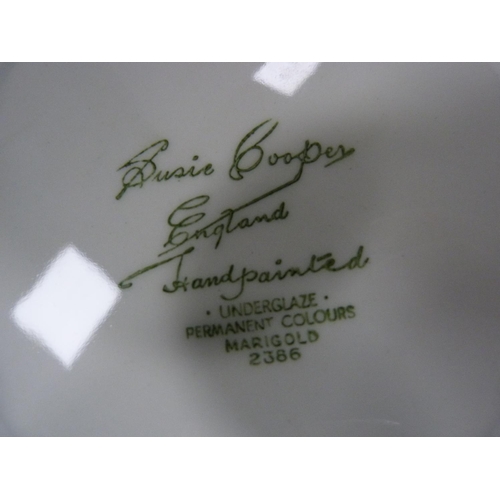 Susie Cooper
England
Handpainted
· UNDERGLAZE ·
PERMANENT COLOURS
MARIGOLD
2386